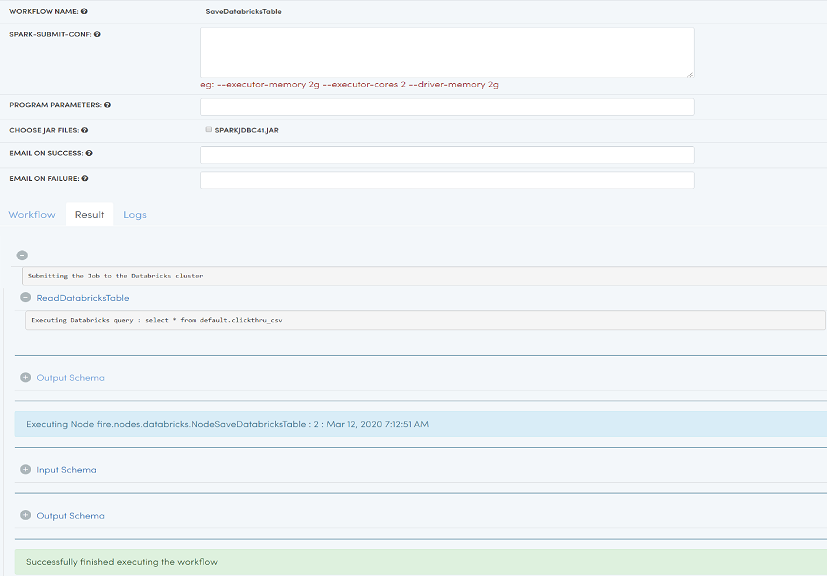 WORKFLOW NAME: SaveDatabricksTable
SPARK-SUBMIT-CONF:
eg: --executor-memory 2g --executor-cores 2 --driver-memory 2g
PROGRAM PARAMETERS:
CHOOSE JAR FILES: SPARKJDBC41.JAR
EMAIL ON SUCCESS:
EMAIL ON FAILURE:
Workflow Result Logs
Submitting the Job to the Databricks cluster
ReadDatabricksTable
Executing Databricks query : select * from default.clickthru_csv
Output Schema
Executing Node fire.nodes.databricks.NodeSaveDatabricksTable : 2 : Mar 12, 2020 7:12:51 AM
Input Schema
Output Schema
Successfully finished executing the workflow